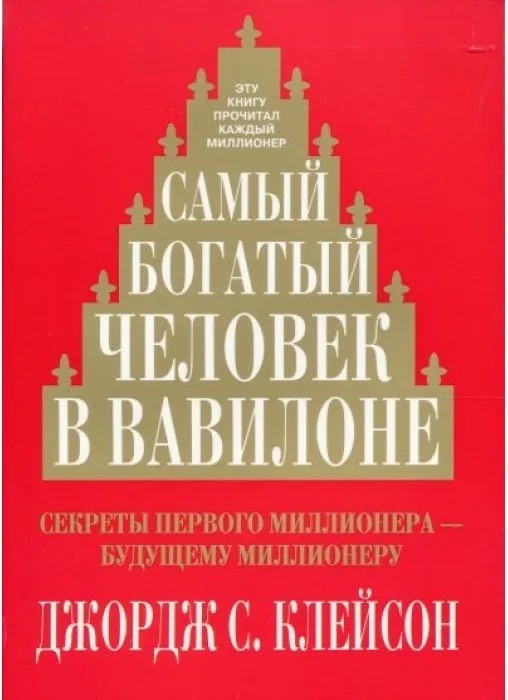 ЭТУ
КНИГУ
ПРОЧИТАЛ
КАЖДЫЙ
МИЛЛИОНЕР
САМЫЙ
БОГАТЫЙ
ЧЕЛОВЕК
В ВАВИЛОНЕ
СЕКРЕТЫ ПЕРВОГО МИЛЛИОНЕРА —
БУДУЩЕМУ МИЛЛИОНЕРУ
ДЖОРДЖ С. КЛЕЙСОН